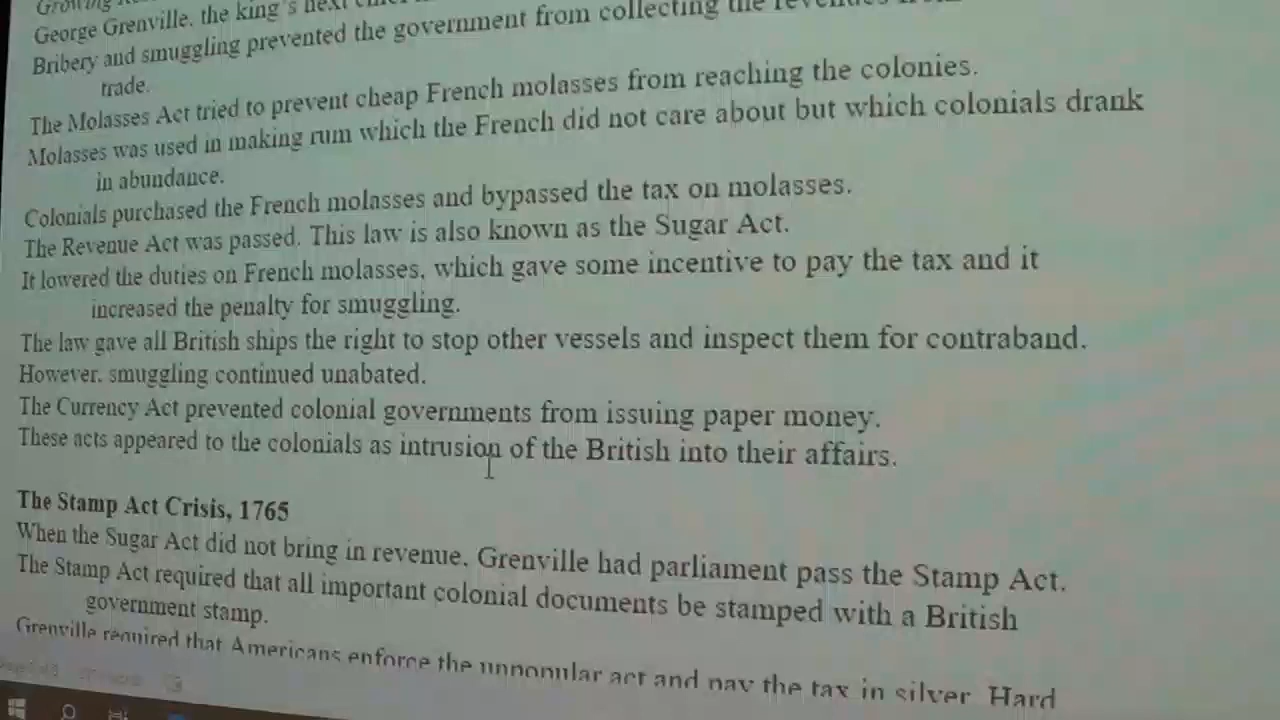 Growing
George Grenville, the king's next
Bribery and smuggling prevented the government from collecting the revenues
trade.
The Molasses Act tried to prevent cheap French molasses from reaching the colonies.
Molasses was used in making rum which the French did not care about but which colonials drank
in abundance.
Colonials purchased the French molasses and bypassed the tax on molasses.
The Revenue Act was passed. This law is also known as the Sugar Act.
It lowered the duties on French molasses, which gave some incentive to pay the tax and it
increased the penalty for smuggling.
The law gave all British ships the right to stop other vessels and inspect them for contraband.
However, smuggling continued unabated.
The Currency Act prevented colonial governments from issuing paper money.
These acts appeared to the colonials as intrusion of the British into their affairs.
The Stamp Act Crisis, 1765
When the Sugar Act did not bring in revenue, Grenville had parliament pass the Stamp Act.
The Stamp Act required that all important colonial documents be stamped with a British
government stamp.
Grenville required that Americans enforce the unpopular act and pay the tax in silver. Hard